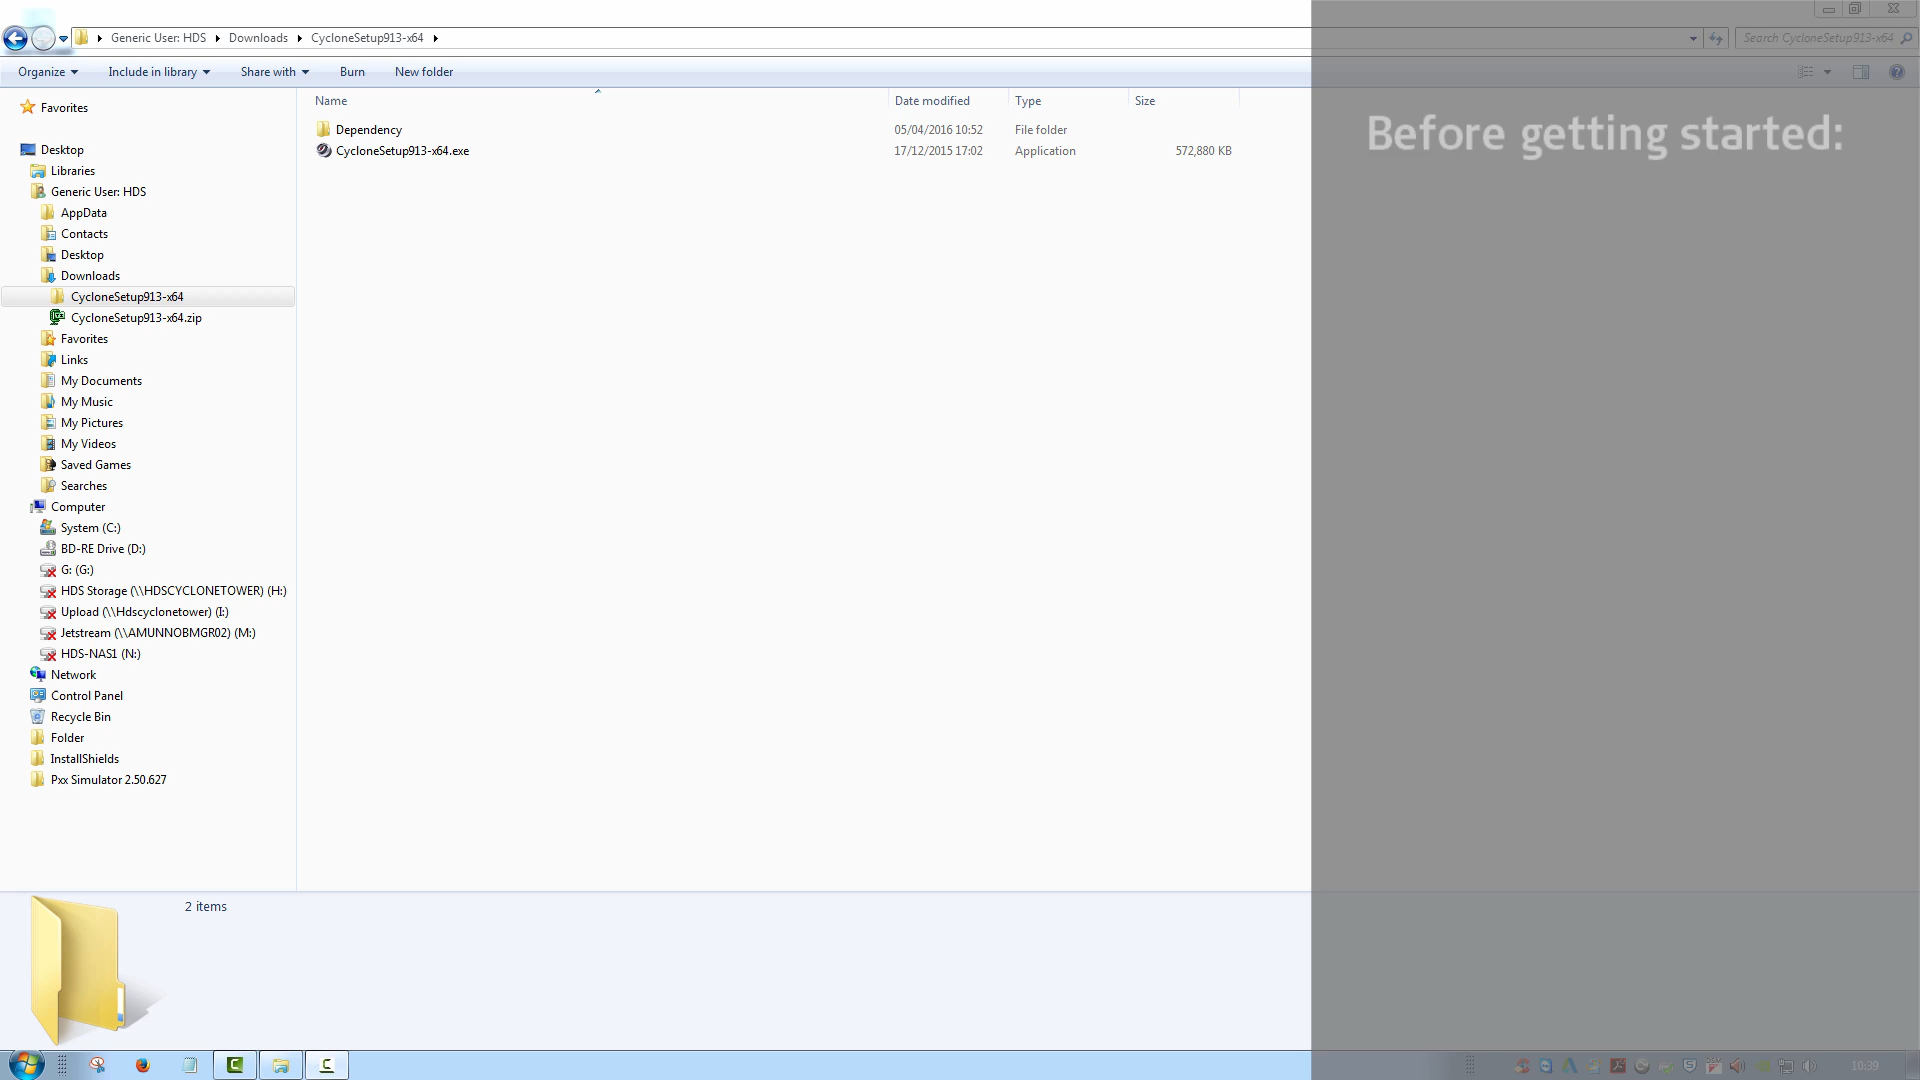 Generic User: HDS Downloads CycloneSetup913-x64
Search CycloneSetup913-x64
Organize Include in library Share with Burn New folder
Name Date modified Type Size
Dependency 05/04/2016 10:52 File folder
CycloneSetup913-x64.exe 17/12/2015 17:02 Application 572,880 KB
Favorites
Desktop
Libraries
Generic User: HDS
AppData
Contacts
Desktop
Downloads
CycloneSetup913-x64
CycloneSetup913-x64.zip
Favorites
Links
My Documents
My Music
My Pictures
My Videos
Saved Games
Searches
Computer
System (C:)
BD-RE Drive (D:)
G: (G:)
HDS Storage (\\HDSCYCLONETOWER) (H:)
Upload (\\Hdscyclonetower) (I:)
Jetstream (\\AMUNNOBMGR02) (M:)
HDS-NAS1 (N:)
Network
Control Panel
Recycle Bin
Folder
InstallShields
Pxx Simulator 2.50.627
Before getting started:
2 items
10:39